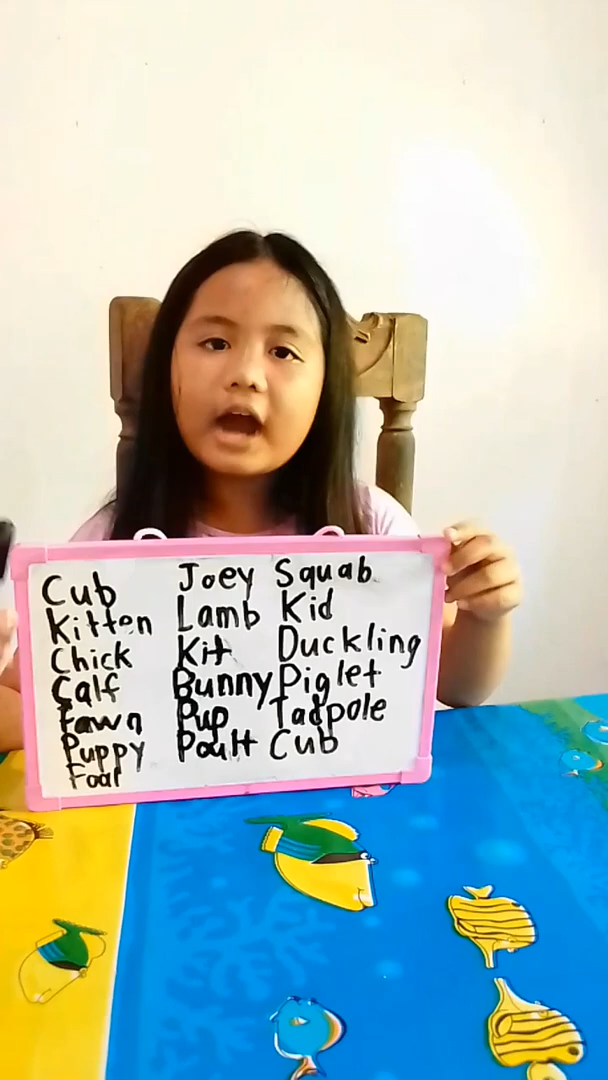 Cub
Kitten
Chick
Calf
Fawn
Puppy
Foal
Joey
Lamb
Kit
Bunny
Pup
Poult
Squab
Kid
Duckling
Piglet
Tadpole
Cub